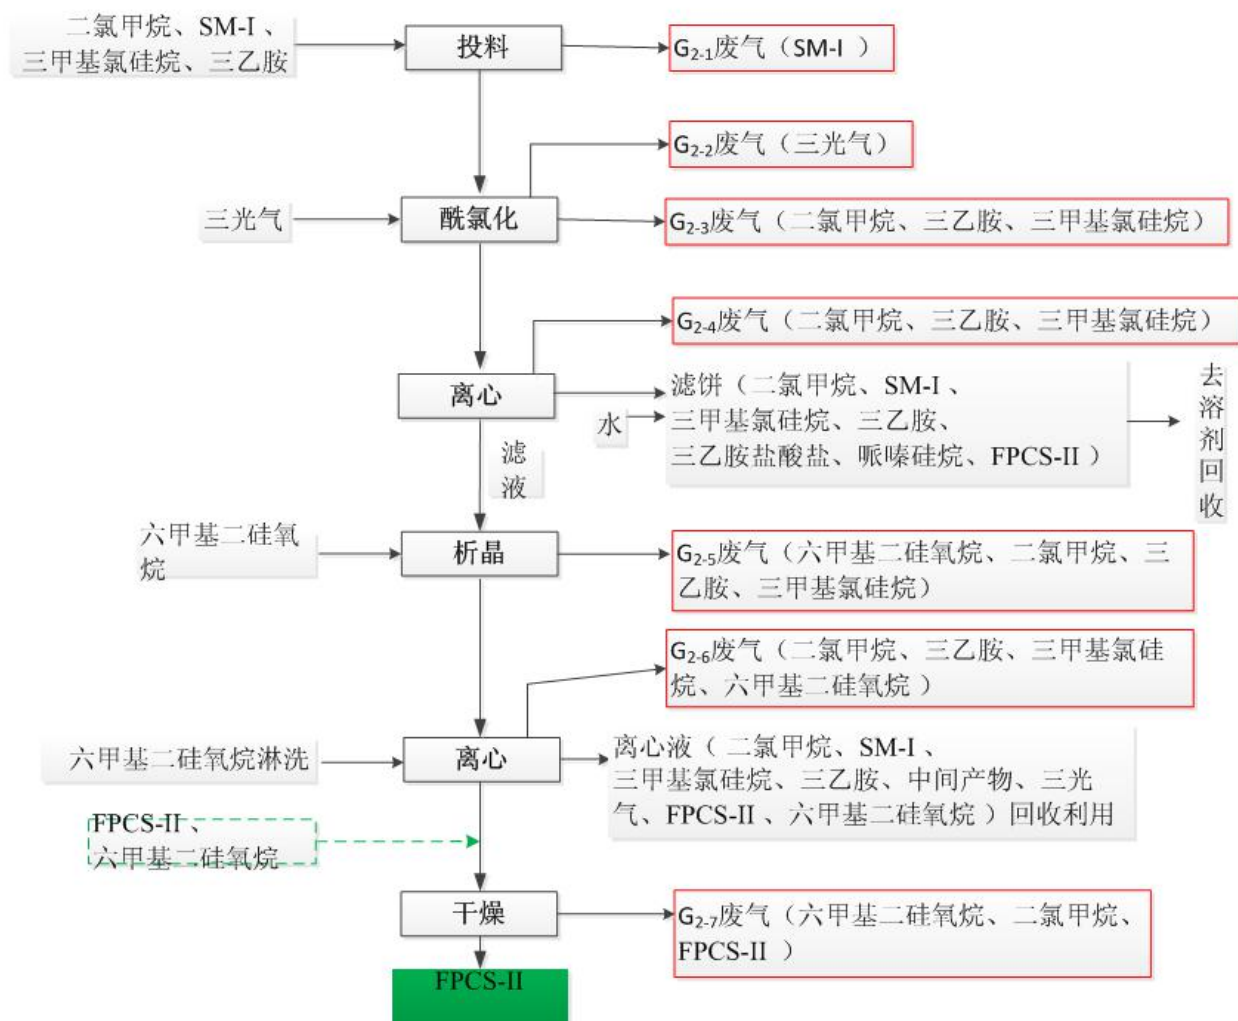 二氯甲烷、SM-I 、
三甲基氯硅烷、三乙胺
投料
G2-1废气（SM-I ）
G2-2废气（三光气）
三光气
酰氯化
G2-3废气（二氯甲烷、三乙胺、三甲基氯硅烷）
G2-4废气（二氯甲烷、三乙胺、三甲基氯硅烷）
离心
滤饼（二氯甲烷、SM-I 、
三甲基氯硅烷、三乙胺、
三乙胺盐酸盐、哌嗪硅烷、FPCS-II ）
水
去溶剂回收
滤液
六甲基二硅氧
烷
析晶
G2-5废气（六甲基二硅氧烷、二氯甲烷、三
乙胺、三甲基氯硅烷）
G2-6废气（二氯甲烷、三乙胺、三甲基氯硅
烷、六甲基二硅氧烷 ）
六甲基二硅氧烷淋洗
离心
离心液（ 二氯甲烷、SM-I 、
三甲基氯硅烷、三乙胺、中间产物、三光
气、FPCS-II 、六甲基二硅氧烷 ）回收利用
FPCS-II 、
六甲基二硅氧烷
干燥
G2-7废气（六甲基二硅氧烷、二氯甲烷、
FPCS-II ）
FPCS-II